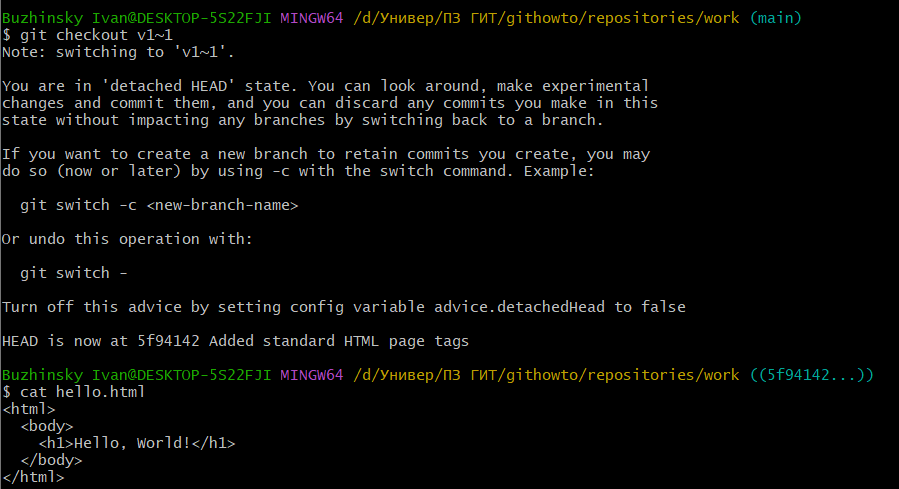 Buzhinsky Ivan@DESKTOP-5S22FJI MINGW64 /d/Универ/ПЗ ГИТ/githowto/repositories/work (main)
$ git checkout v1~1
Note: switching to 'v1~1'.

You are in 'detached HEAD' state. You can look around, make experimental
changes and commit them, and you can discard any commits you make in this
state without impacting any branches by switching back to a branch.

If you want to create a new branch to retain commits you create, you may
do so (now or later) by using -c with the switch command. Example:

  git switch -c <new-branch-name>

Or undo this operation with:

  git switch -

Turn off this advice by setting config variable advice.detachedHead to false

HEAD is now at 5f94142 Added standard HTML page tags

Buzhinsky Ivan@DESKTOP-5S22FJI MINGW64 /d/Универ/ПЗ ГИТ/githowto/repositories/work ((5f94142...))
$ cat hello.html
<html>
  <body>
    <h1>Hello, World!</h1>
  </body>
</html>